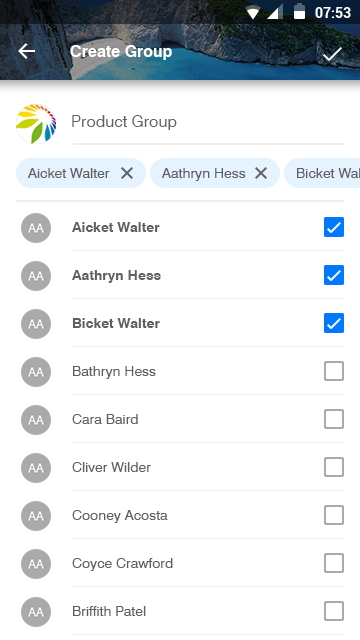 07:53
Create Group
Product Group
Aicket Walter
Aathryn Hess
Bicket Wal
AA Aicket Walter
AA Aathryn Hess
AA Bicket Walter
AA Bathryn Hess
AA Cara Baird
AA Cliver Wilder
AA Cooney Acosta
AA Coyce Crawford
AA Briffith Patel